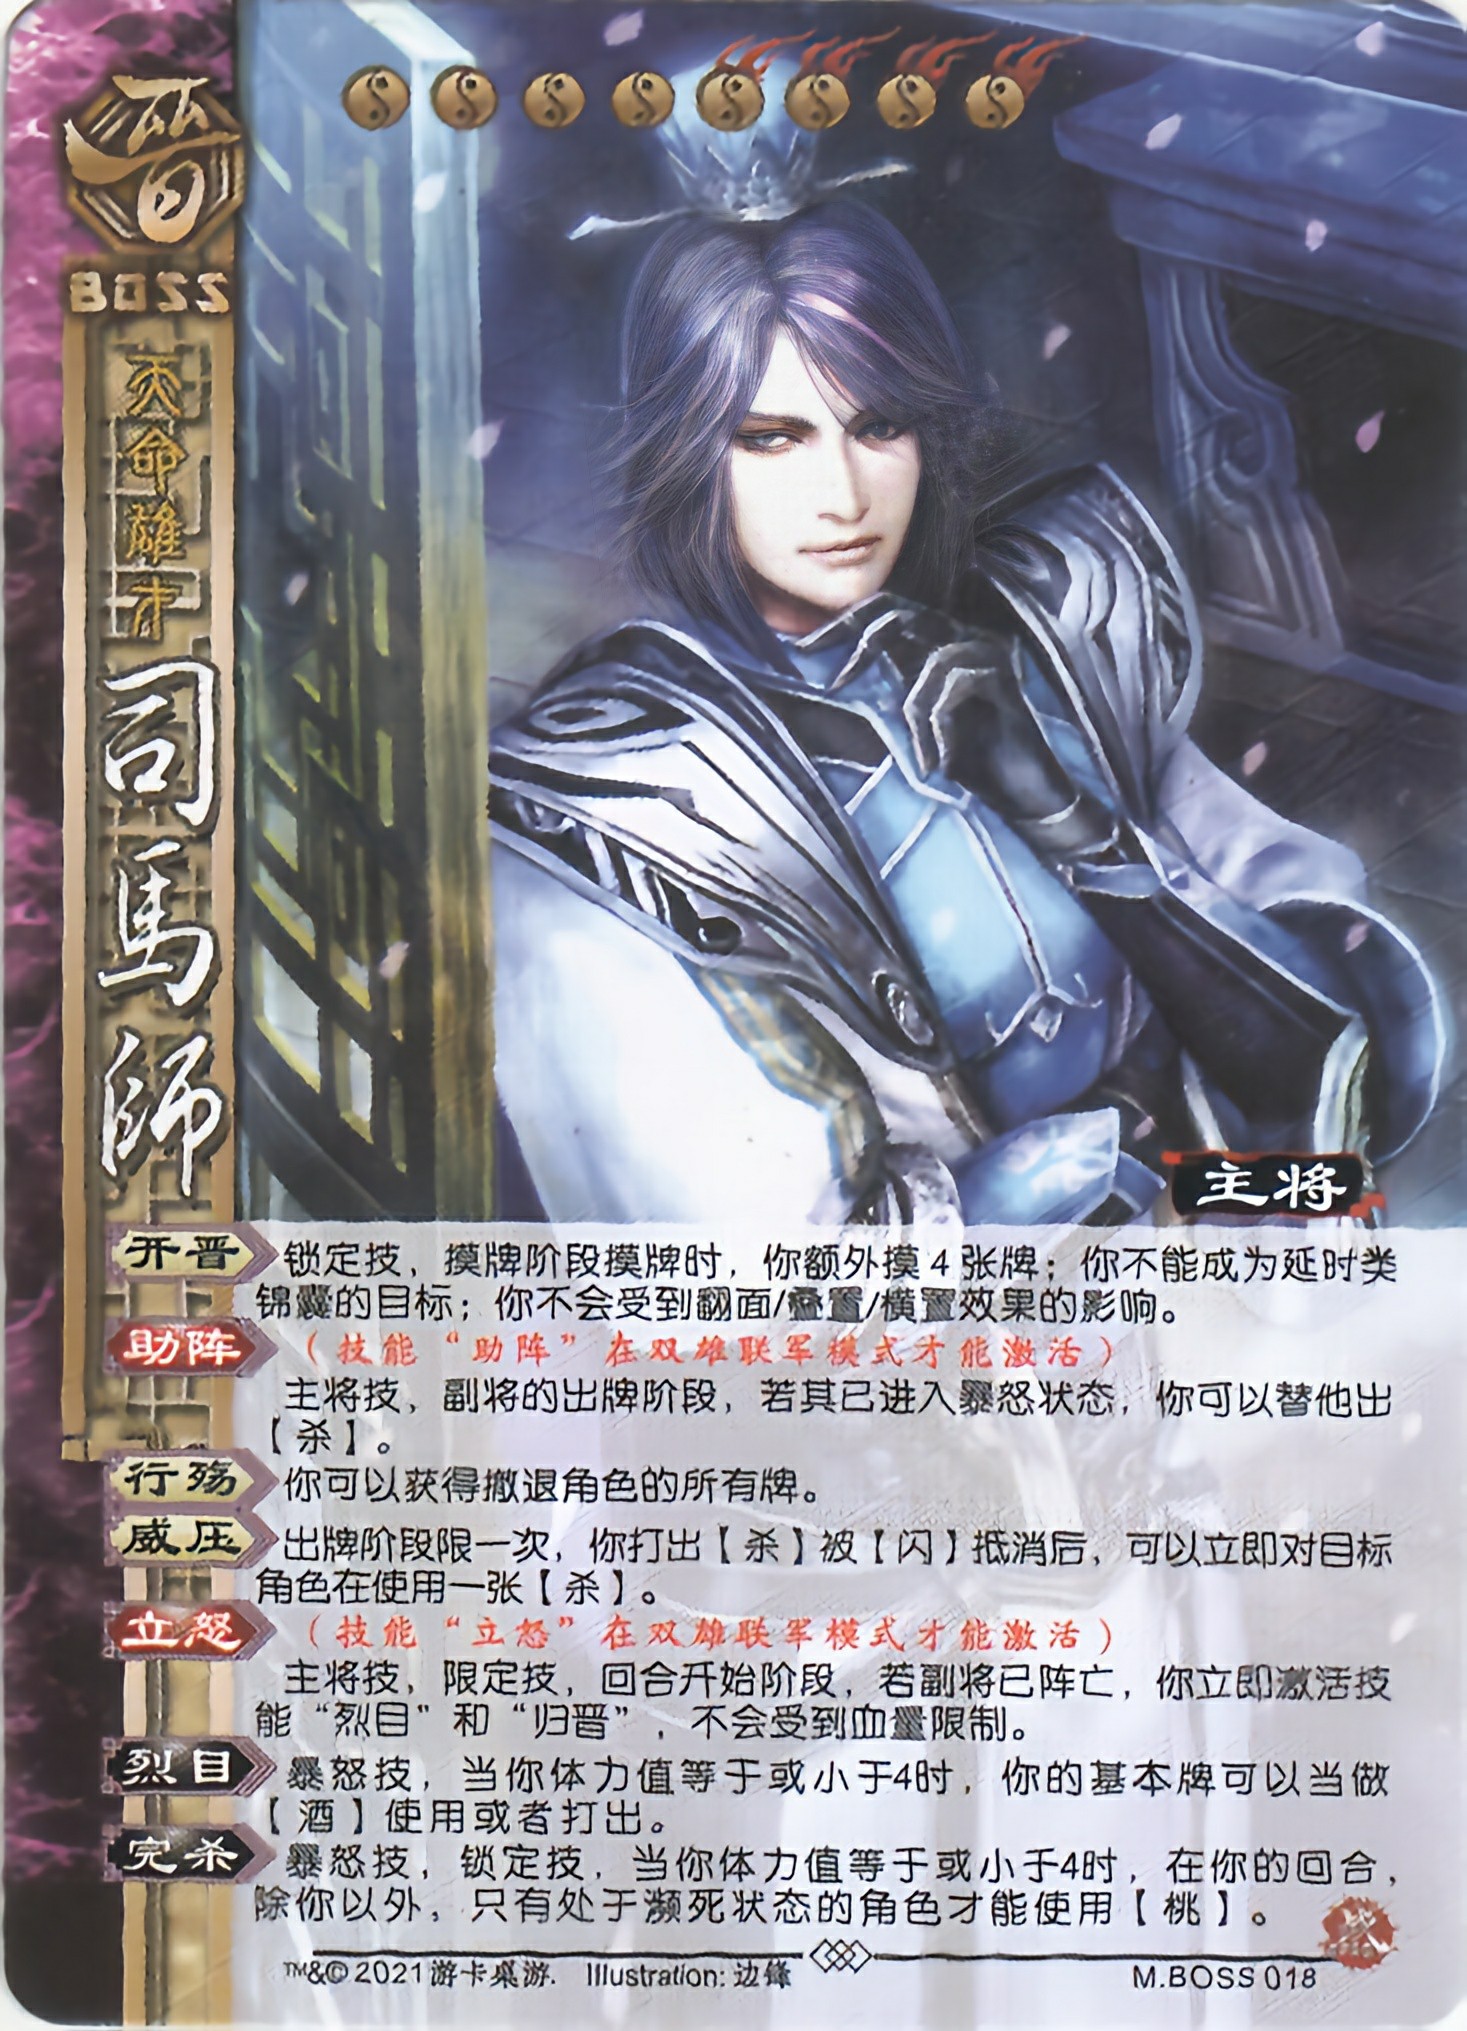 晋
BOSS
天命雄才
司馬師
主将
开晋
锁定技，摸牌阶段摸牌时，你额外摸4张牌；你不能成为延时类
锦囊的目标；你不会受到翻面/叠置/横置效果的影响。
助阵
（技能“助阵”在双雄联军模式才能激活）
主将技，副将的出牌阶段，若其已进入暴怒状态，你可以替他出
【杀】。
行殇
你可以获得撤退角色的所有牌。
威压
出牌阶段限一次，你打出【杀】被【闪】抵消后，可以立即对目标
角色在使用一张【杀】。
立怒
（技能“立怒”在双雄联军模式才能激活）
主将技，限定技，回合开始阶段，若副将已阵亡，你立即激活技
能“烈目”和“归晋”，不会受到血量限制。
烈目
暴怒技，当你体力值等于或小于4时，你的基本牌可以当做
【酒】使用或者打出。
完杀
暴怒技，锁定技，当你体力值等于或小于4时，在你的回合，
除你以外，只有处于濒死状态的角色才能使用【桃】。
™&© 2021游卡桌游. Illustration: 边锋
M.BOSS 018